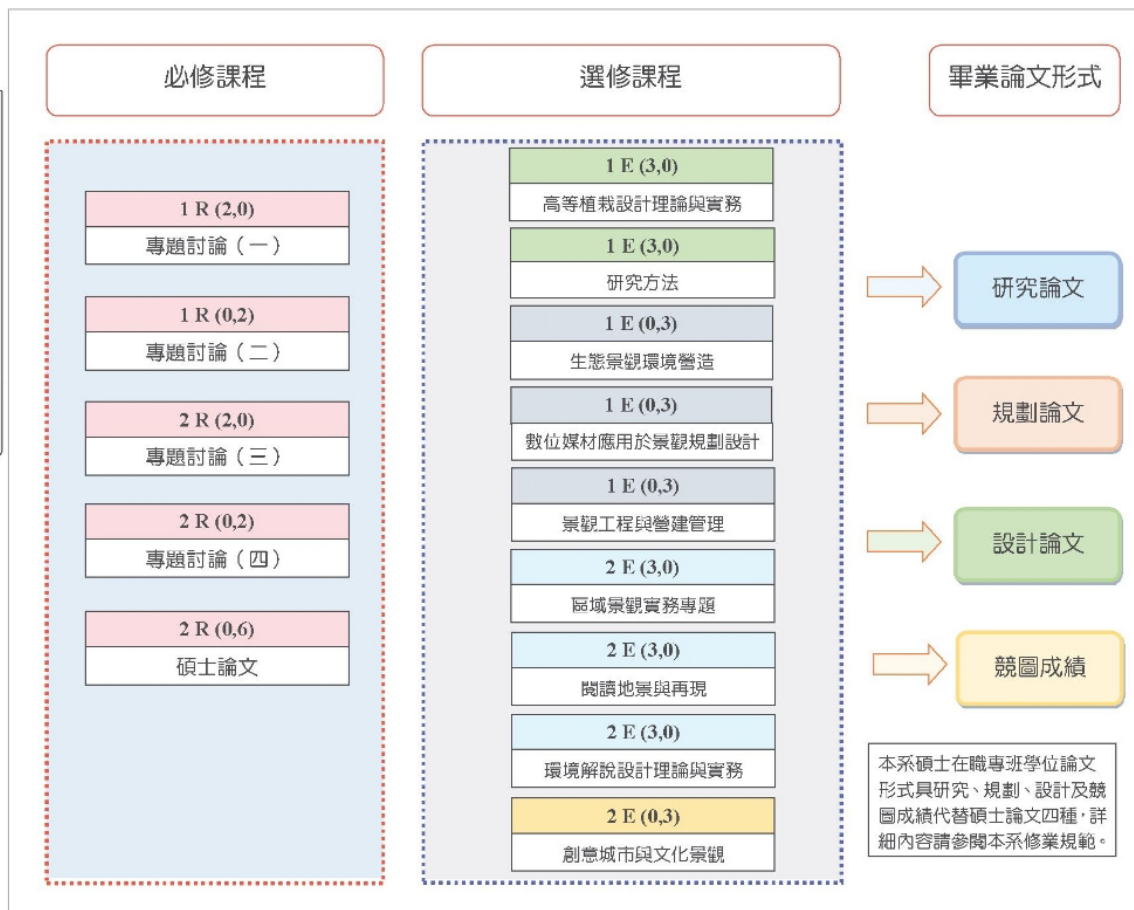 必修課程
1 R (2,0)
專題討論(一)
1 R (0,2)
專題討論(二)
2 R (2,0)
專題討論(三)
2 R (0,2)
專題討論(四)
2 R (0,6)
碩士論文
選修課程
1 E (3,0)
高等植栽設計理論與實務
1 E (3,0)
研究方法
1 E (0,3)
生態景觀環境營造
1 E (0,3)
數位媒材應用於景觀規劃設計
1 E (0,3)
景觀工程與營建管理
2 E (3,0)
區域景觀實務專題
2 E (3,0)
閱讀地景與再現
2 E (3,0)
環境解說設計理論與實務
2 E (0,3)
創意城市與文化景觀
畢業論文形式
研究論文
規劃論文
設計論文
競圖成績
本系碩士在職專班學位論文
形式具研究、規劃、設計及競
圖成績代替碩士論文四種,詳
細內容請參閱本系修業規範。